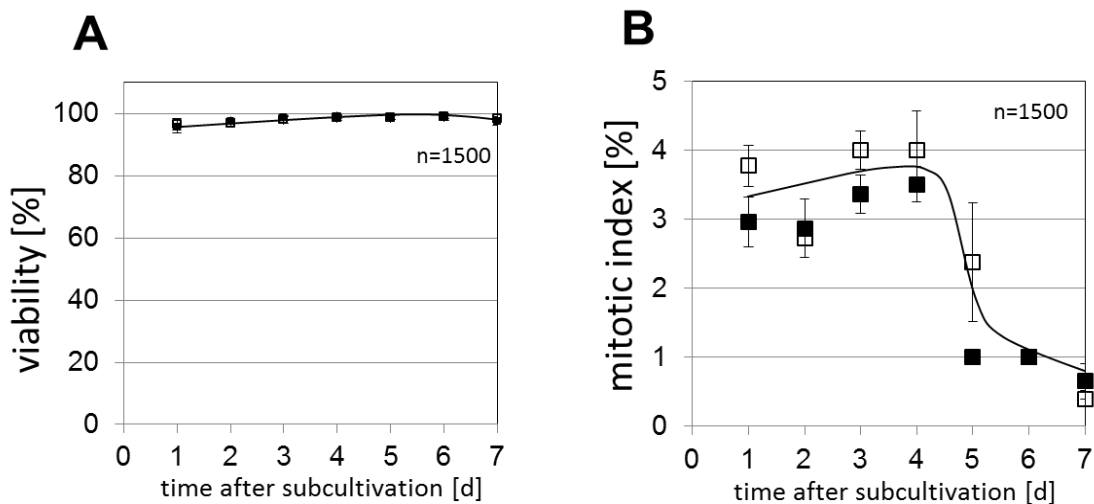 A
viability [%]
100
80
60
40
20
0
n=1500
0 1 2 3 4 5 6 7
time after subcultivation [d]
B
mitotic index [%]
5
4
3
2
1
0
n=1500
0 1 2 3 4 5 6 7
time after subcultivation [d]